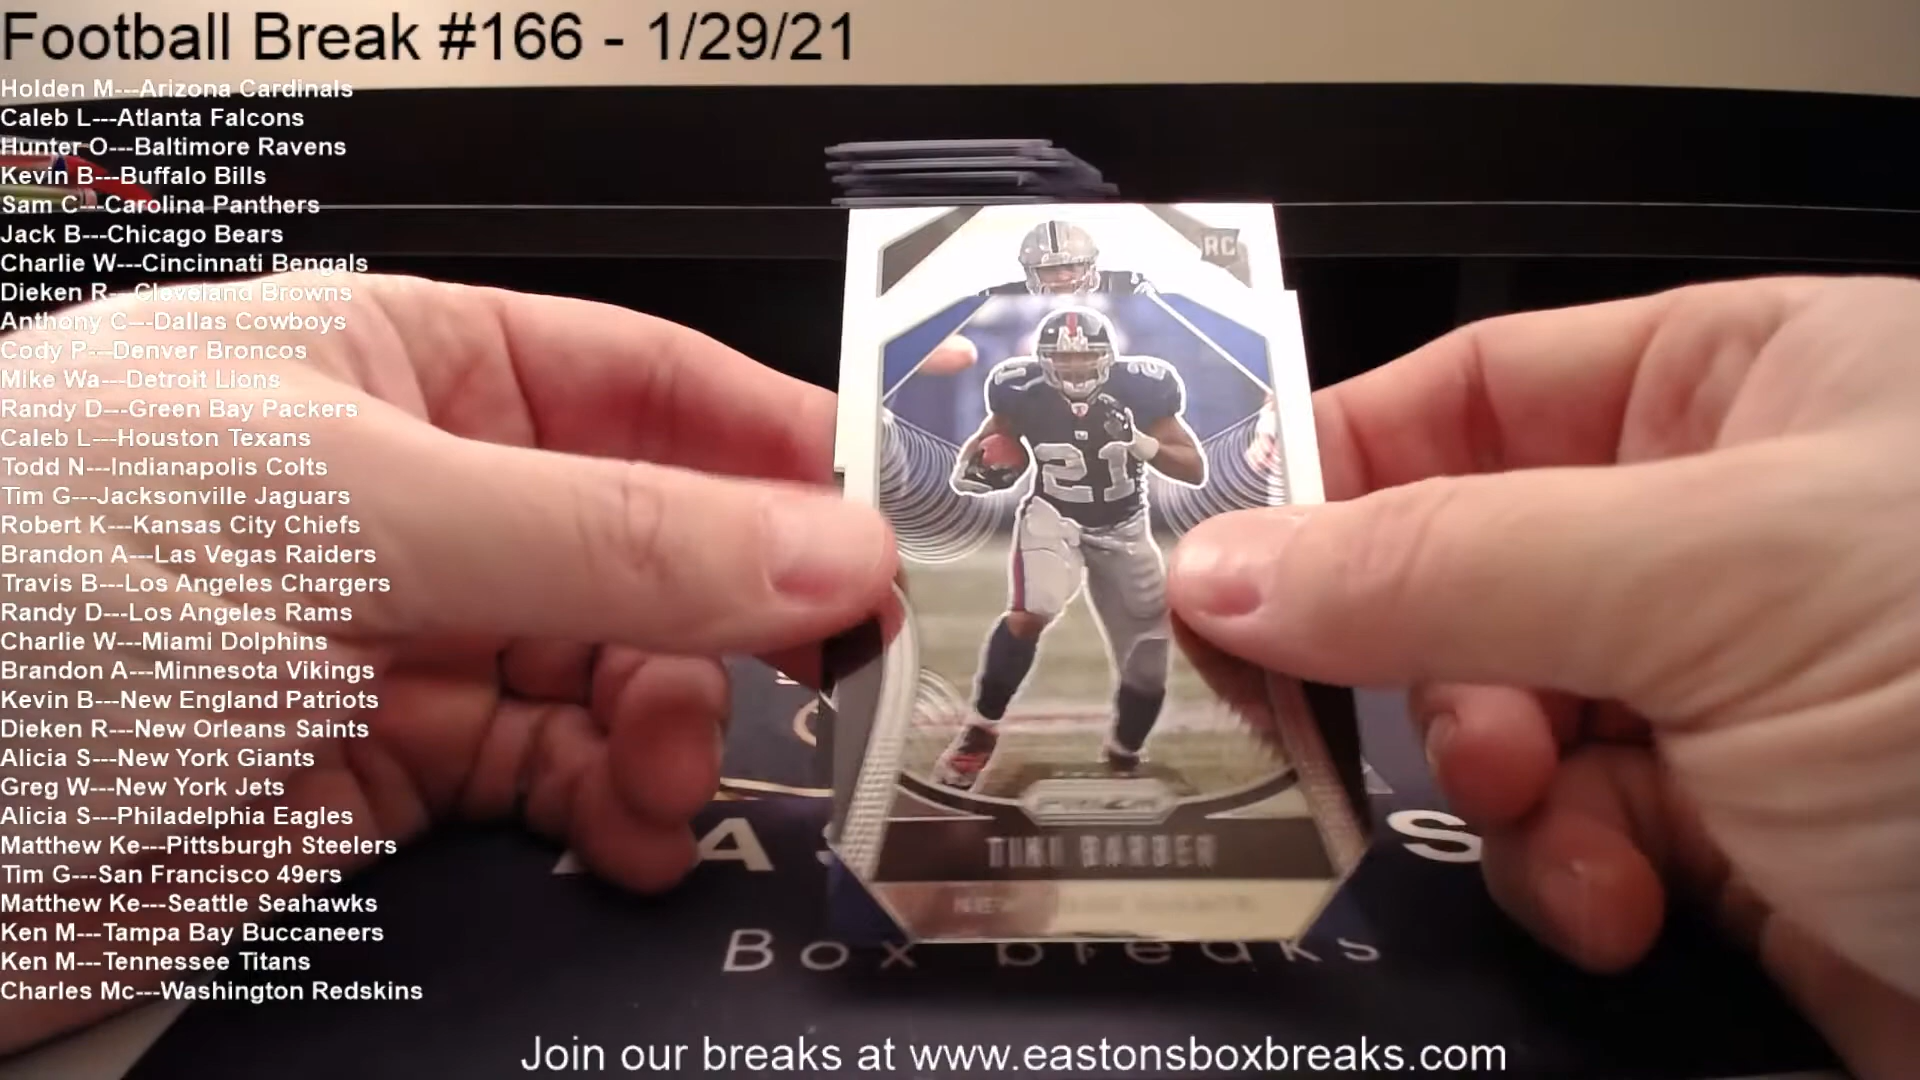 Football Break #166 - 1/29/21
Holden M---Arizona Cardinals
Caleb L---Atlanta Falcons
Hunter O---Baltimore Ravens
Kevin B---Buffalo Bills
Sam C---Carolina Panthers
Jack B---Chicago Bears
Charlie W---Cincinnati Bengals
Dieken R---Cleveland Browns
Anthony C---Dallas Cowboys
Cody P---Denver Broncos
Mike Wa---Detroit Lions
Randy D---Green Bay Packers
Caleb L---Houston Texans
Todd N---Indianapolis Colts
Tim G---Jacksonville Jaguars
Robert K---Kansas City Chiefs
Brandon A---Las Vegas Raiders
Travis B---Los Angeles Chargers
Randy D---Los Angeles Rams
Charlie W---Miami Dolphins
Brandon A---Minnesota Vikings
Kevin B---New England Patriots
Dieken R---New Orleans Saints
Alicia S---New York Giants
Greg W---New York Jets
Alicia S---Philadelphia Eagles
Matthew Ke---Pittsburgh Steelers
Tim G---San Francisco 49ers
Matthew Ke---Seattle Seahawks
Ken M---Tampa Bay Buccaneers
Ken M---Tennessee Titans
Charles Mc---Washington Redskins
RC
21
21
PRIZM
TIKI BARBER
NEW
Box breaks
Join our breaks at www.eastonsboxbreaks.com